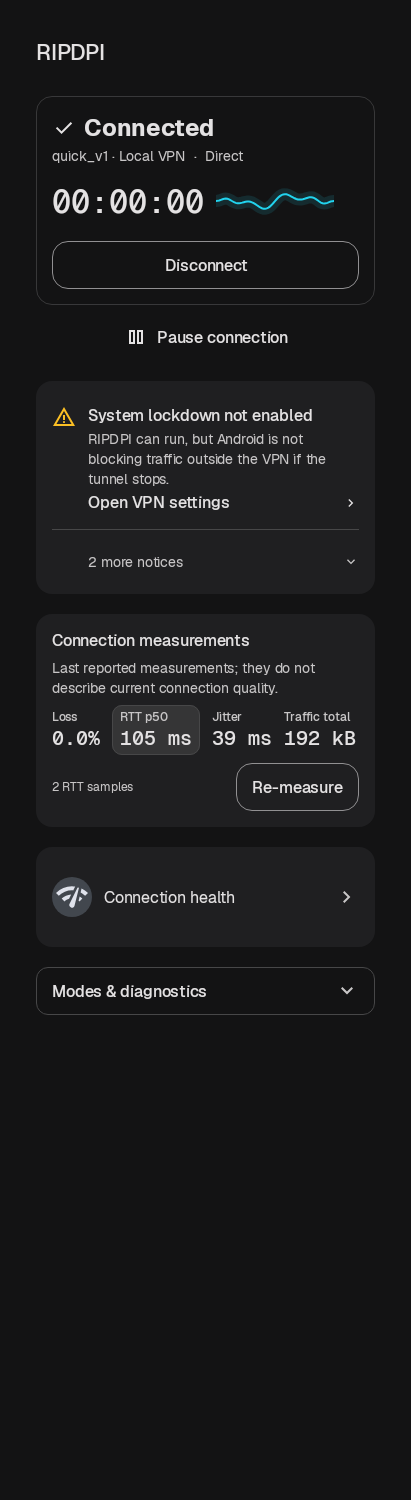 RIPDPI
Connected
quick_v1 · Local VPN · Direct
00:00:00
Disconnect
Pause connection
System lockdown not enabled
RIPDPI can run, but Android is not
blocking traffic outside the VPN if the
tunnel stops.
Open VPN settings
2 more notices
Connection measurements
Last reported measurements; they do not
describe current connection quality.
Loss RTT p50 Jitter Traffic total
0.0% 105 ms 39 ms 192 kB
2 RTT samples Re-measure
Connection health
Modes & diagnostics